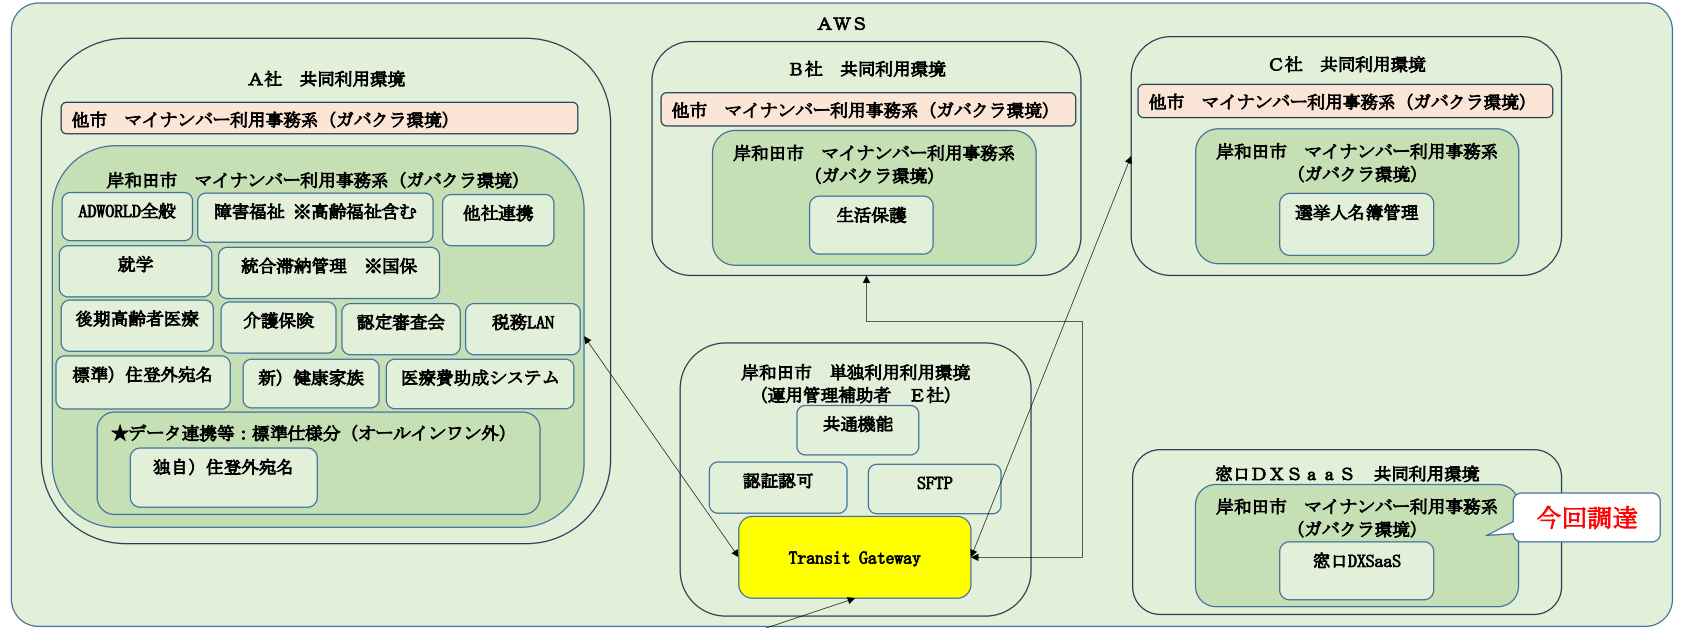 ＡＷＳ
Ａ社　共同利用環境
他市　マイナンバー利用事務系（ガバクラ環境）
岸和田市　マイナンバー利用事務系（ガバクラ環境）
ADWORLD全般
障害福祉 ※高齢福祉含む
他社連携
就学
統合滞納管理　※国保
後期高齢者医療
介護保険
認定審査会
税務LAN
標準）住登外宛名
新）健康家族
医療費助成システム
★データ連携等：標準仕様分（オールインワン外）
独自）住登外宛名
Ｂ社　共同利用環境
他市　マイナンバー利用事務系（ガバクラ環境）
岸和田市　マイナンバー利用事務系
（ガバクラ環境）
生活保護
Ｃ社　共同利用環境
他市　マイナンバー利用事務系（ガバクラ環境）
岸和田市　マイナンバー利用事務系
（ガバクラ環境）
選挙人名簿管理
岸和田市　単独利用利用環境
（運用管理補助者　Ｅ社）
共通機能
認証認可
SFTP
Transit Gateway
窓口ＤＸＳａａＳ　共同利用環境
岸和田市　マイナンバー利用事務系
（ガバクラ環境）
窓口DXSaaS
今回調達